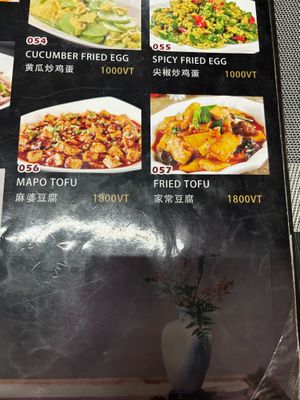 054
CUCUMBER FRIED EGG
黄瓜炒鸡蛋
1000VT
055
SPICY FRIED EGG
尖椒炒鸡蛋
1000VT
056
MAPO TOFU
麻婆豆腐
1800VT
057
FRIED TOFU
家常豆腐
1800VT